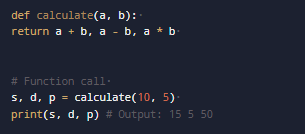 def calculate(a, b):
return a + b, a - b, a * b
# Function call
s, d, p = calculate(10, 5)
print(s, d, p) # Output: 15 5 50